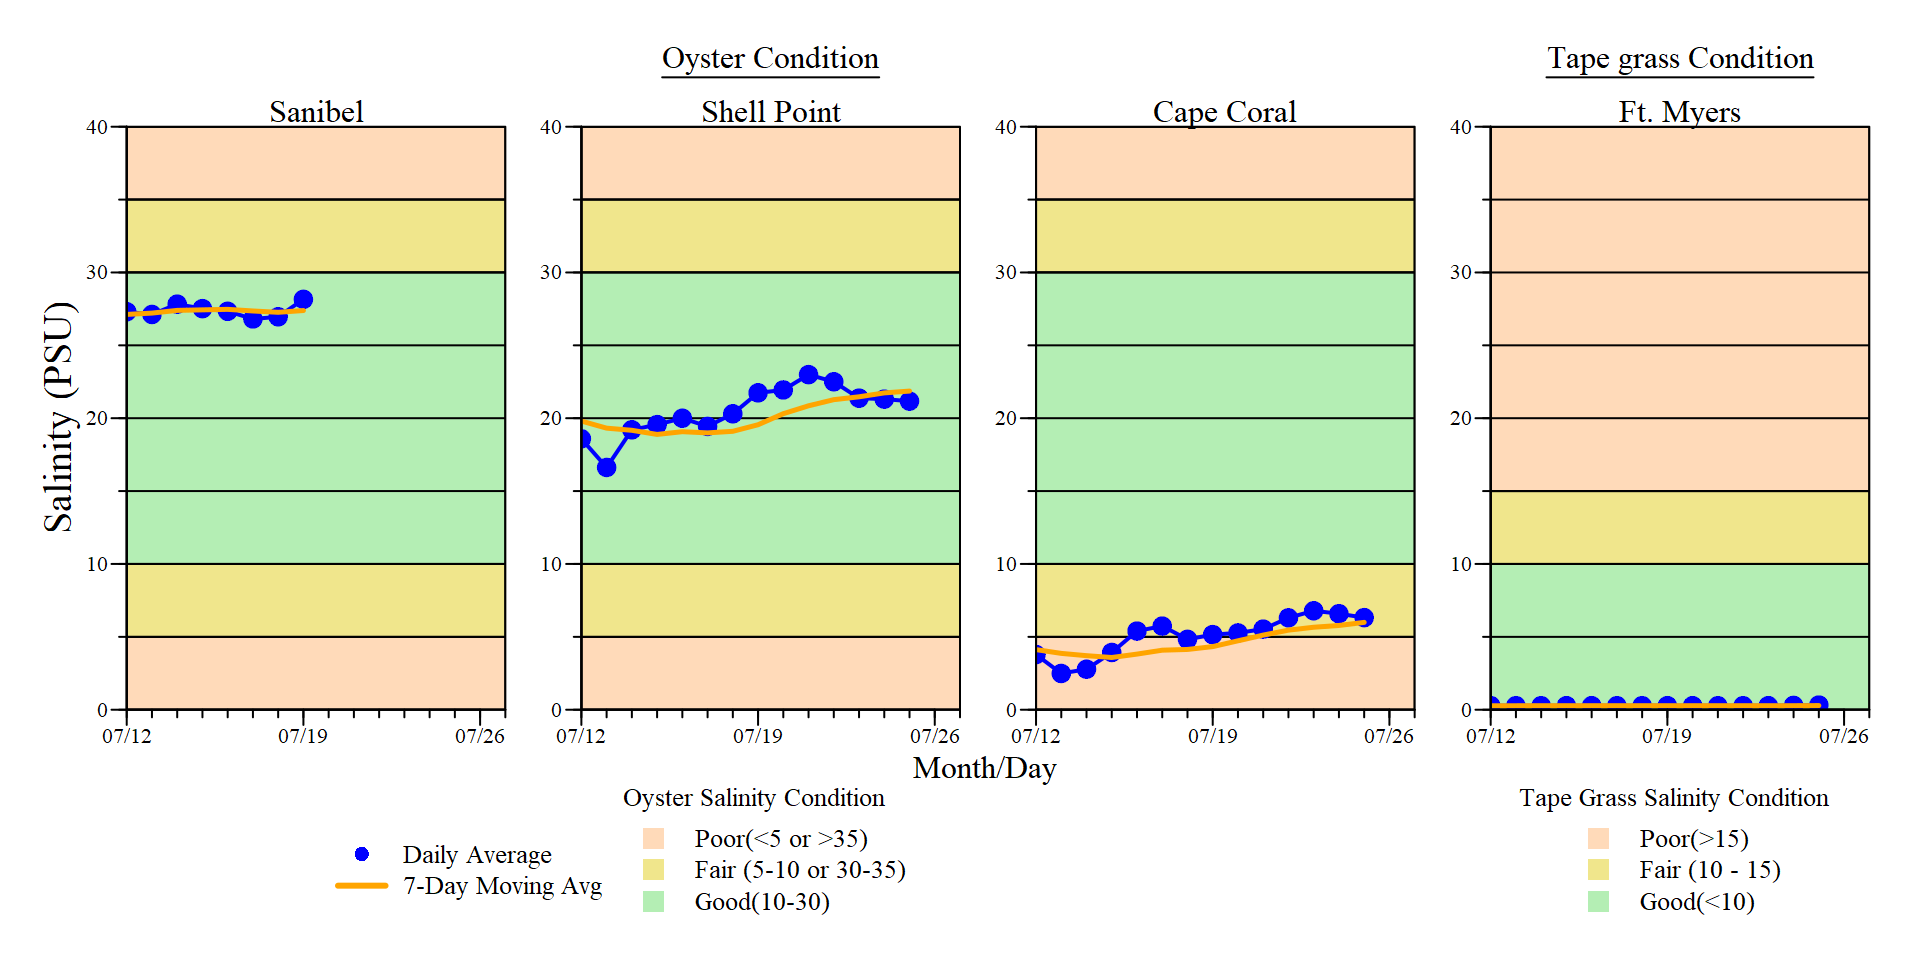 Oyster Condition
Tape grass Condition
Sanibel
Shell Point
Cape Coral
Ft. Myers
Salinity (PSU)
40
30
20
10
0
07/12
07/19
07/26
40
30
20
10
0
07/12
07/19
07/26
40
30
20
10
0
07/12
07/19
07/26
40
30
20
10
0
07/12
07/19
07/26
Month/Day
Daily Average
7-Day Moving Avg
Oyster Salinity Condition
Poor(<5 or >35)
Fair (5-10 or 30-35)
Good(10-30)
Tape Grass Salinity Condition
Poor(>15)
Fair (10 - 15)
Good(<10)